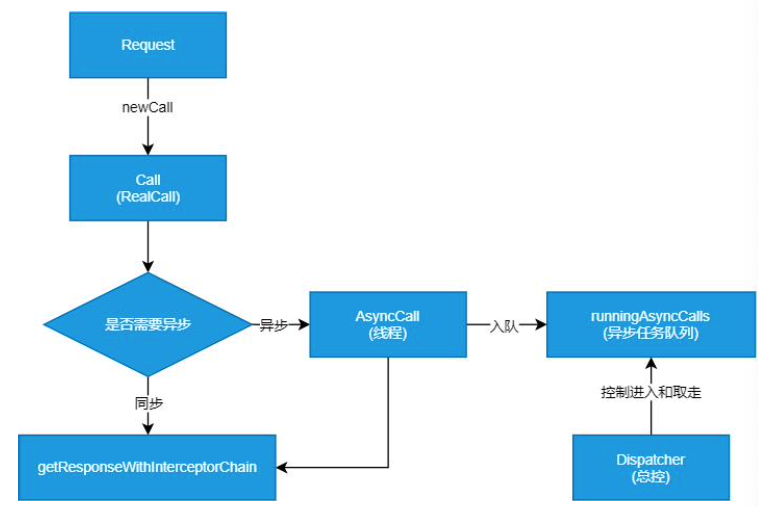 Request
newCall
Call
(RealCall)
是否需要异步
异步
AsyncCall
(线程)
入队
runningAsyncCalls
(异步任务队列)
同步
控制进入和取走
getResponseWithInterceptorChain
Dispatcher
(总控)